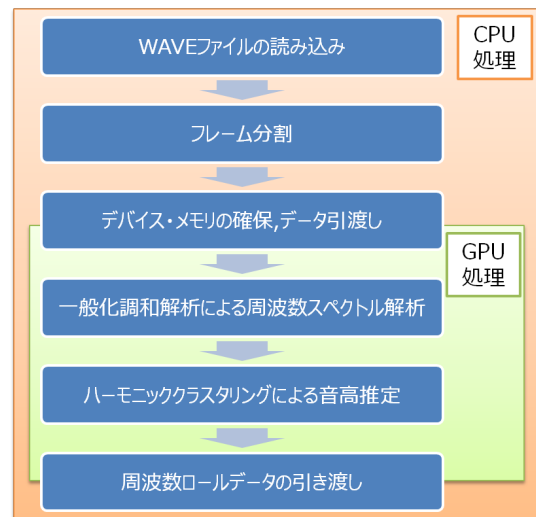 WAVEファイルの読み込み
CPU
処理
フレーム分割
デバイス・メモリの確保,データ引渡し
GPU
処理
一般化調和解析による周波数スペクトル解析
ハーモニッククラスタリングによる音高推定
周波数ロールデータの引き渡し